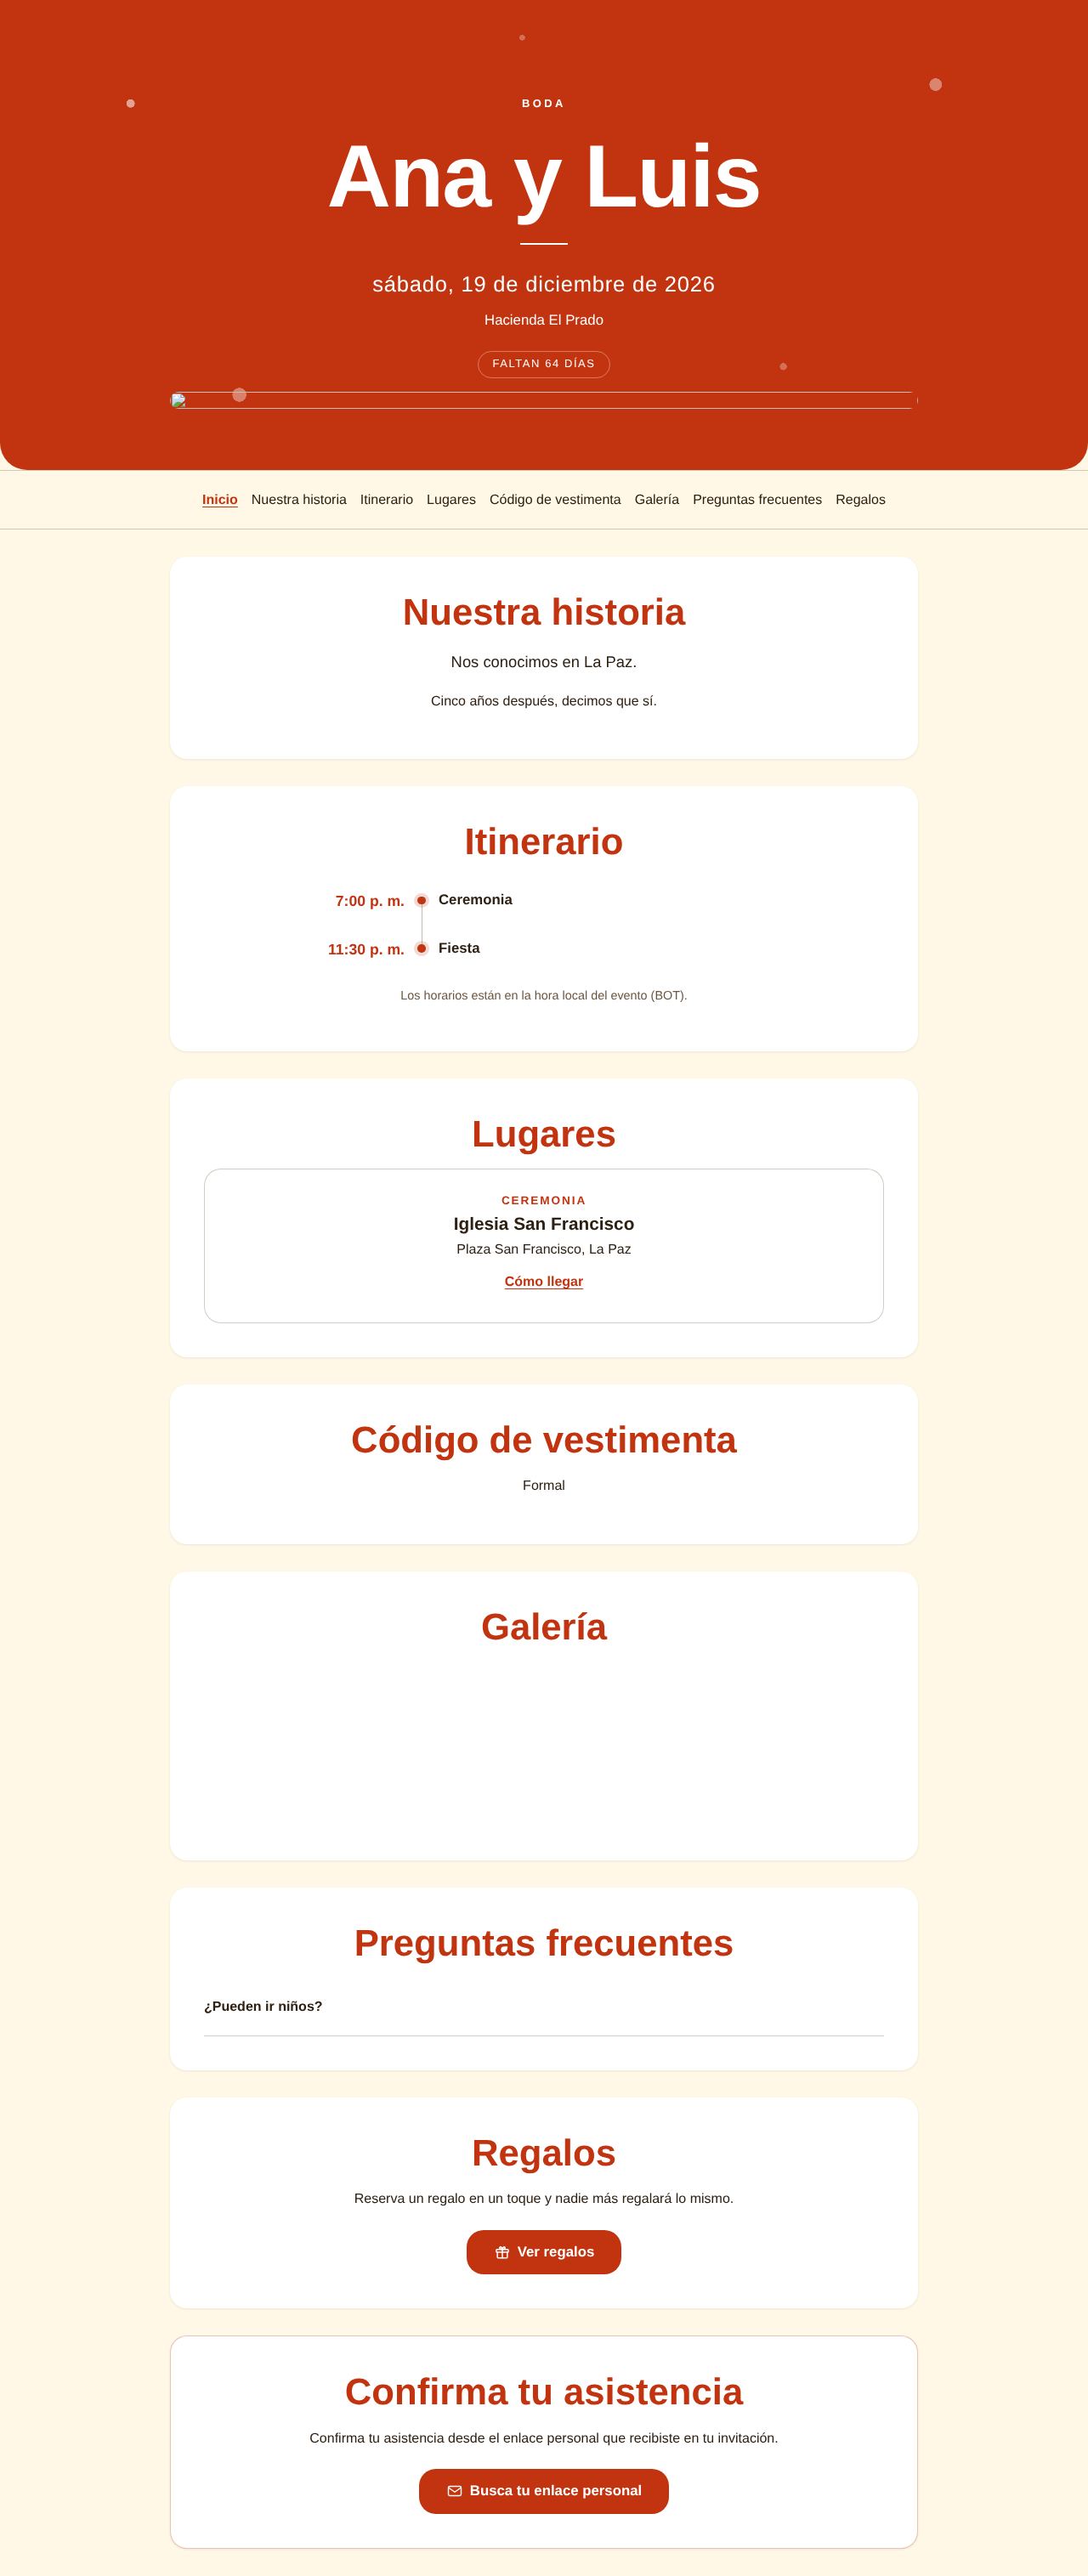 BODA
Ana y Luis
sábado, 19 de diciembre de 2026
Hacienda El Prado
FALTAN 64 DÍAS
Inicio Nuestra historia Itinerario Lugares Código de vestimenta Galería Preguntas frecuentes Regalos
Nuestra historia
Nos conocimos en La Paz.
Cinco años después, decimos que sí.
Itinerario
7:00 p. m. Ceremonia
11:30 p. m. Fiesta
Los horarios están en la hora local del evento (BOT).
Lugares
CEREMONIA
Iglesia San Francisco
Plaza San Francisco, La Paz
Cómo llegar
Código de vestimenta
Formal
Galería
Preguntas frecuentes
¿Pueden ir niños?
Regalos
Reserva un regalo en un toque y nadie más regalará lo mismo.
Ver regalos
Confirma tu asistencia
Confirma tu asistencia desde el enlace personal que recibiste en tu invitación.
Busca tu enlace personal